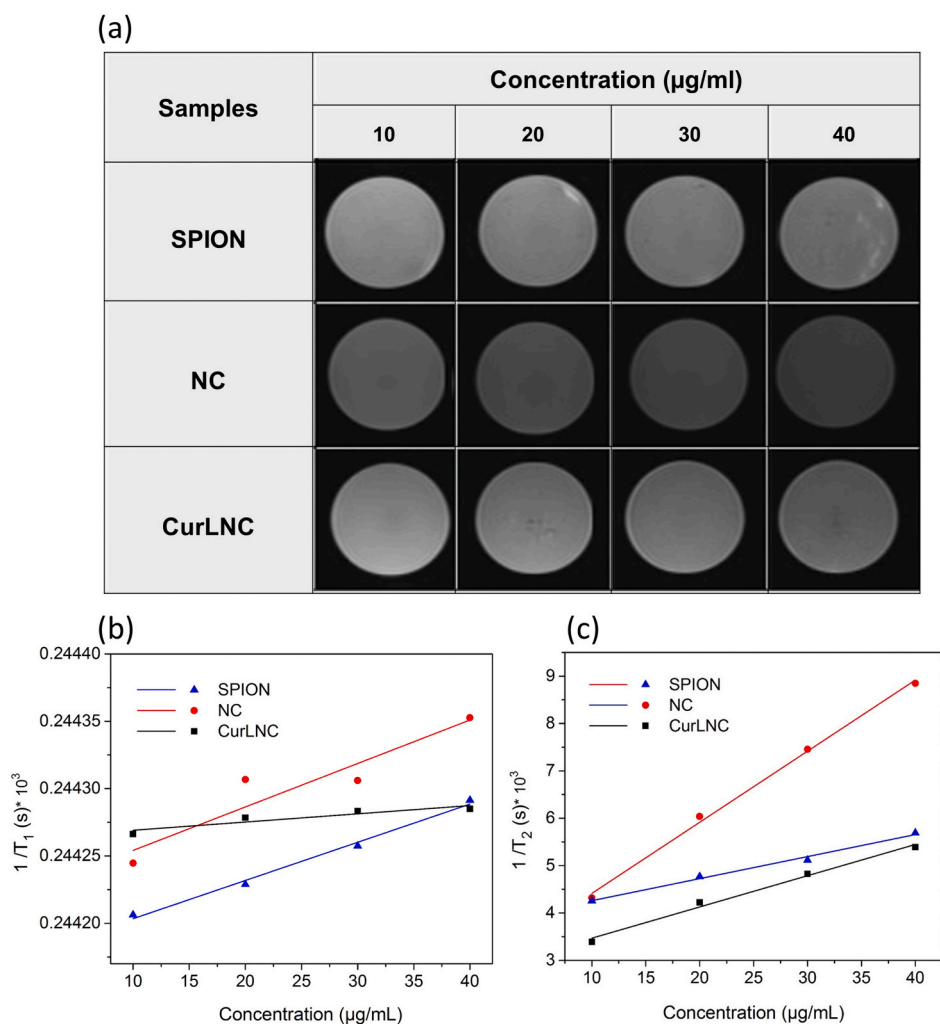 (a)
Samples
Concentration (µg/ml)
10 20 30 40
SPION
NC
CurLNC
(b)
0.24440
0.24435
0.24430
0.24425
0.24420
1 /T1 (s)* 10³
SPION
NC
CurLNC
10 15 20 25 30 35 40
Concentration (µg/mL)
(c)
9
8
7
6
5
4
3
1 /T2 (s)* 10³
SPION
NC
CurLNC
10 15 20 25 30 35 40
Concentration (µg/mL)